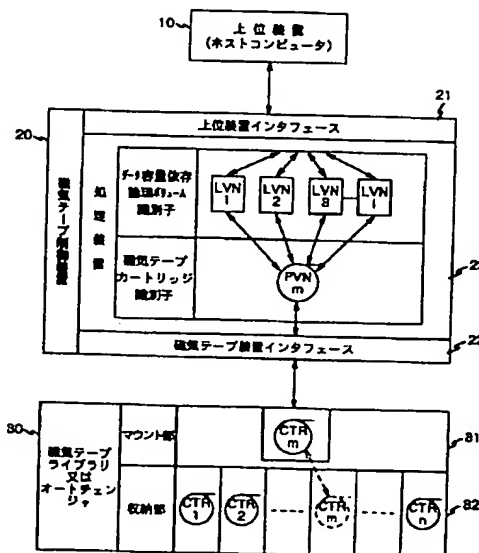 10
上位装置
(ホストコンピュータ)
21
20
上位装置インタフェース
磁気テープ制御装置
処理装置
データ容量依存
論理ボリューム
識別子
LVN
1
LVN
2
LVN
3
LVN
i
磁気テープ
カートリッジ
識別子
PVN
m
23
22
磁気テープ装置インタフェース
30
磁気テープ
ライブラリ
又は
オートチェン
ジャ
マウント部
CTR
m
31
収納部
CTR
1
CTR
2
CTR
m
CTR
n
32